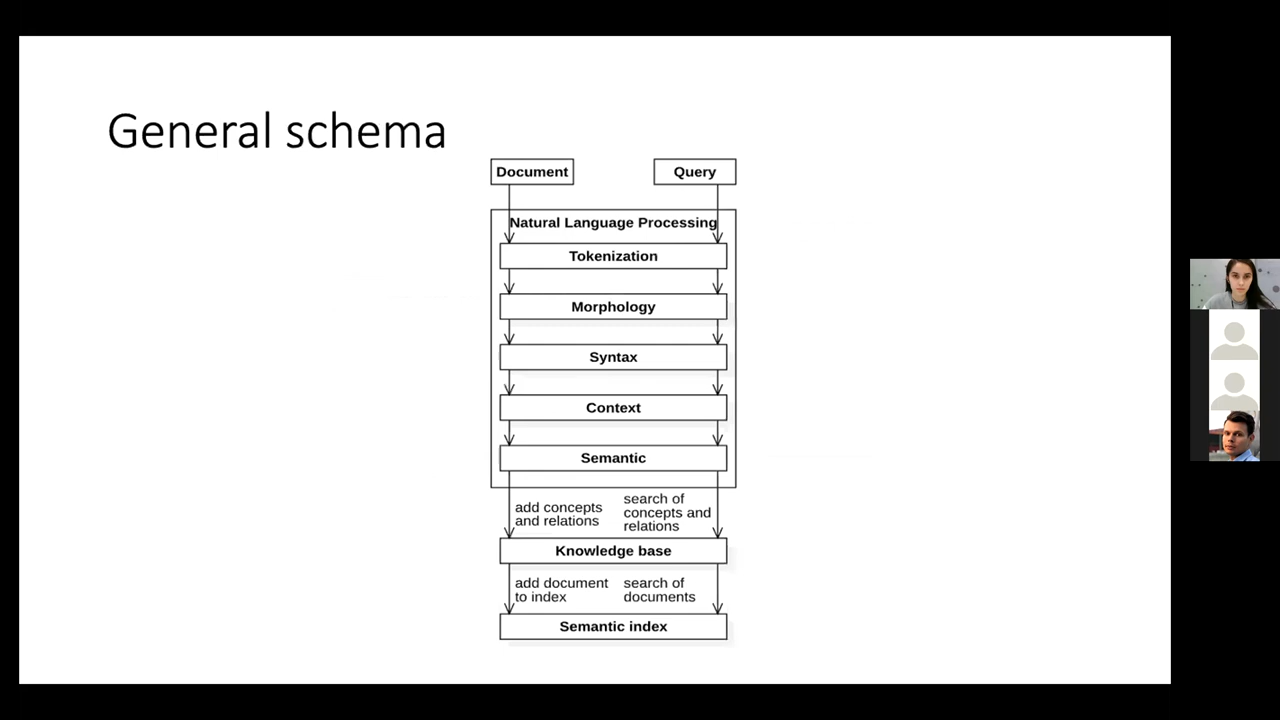 General schema
Document
Query
Natural Language Processing
Tokenization
Morphology
Syntax
Context
Semantic
add concepts
and relations
search of
concepts and
relations
Knowledge base
add document
to index
search of
documents
Semantic index